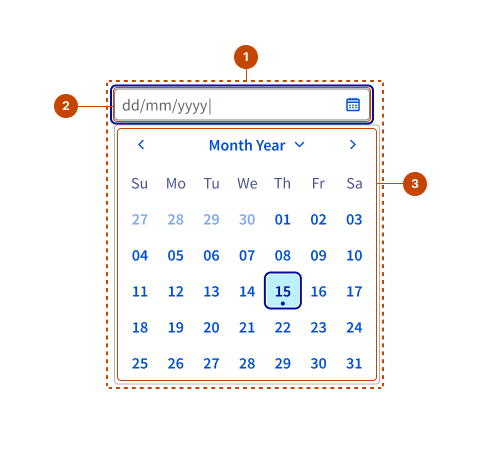 1
2
dd/mm/yyyy
Month Year
3
Su Mo Tu We Th Fr Sa
27 28 29 30 01 02 03
04 05 06 07 08 09 10
11 12 13 14 15 16 17
18 19 20 21 22 23 24
25 26 27 28 29 30 31